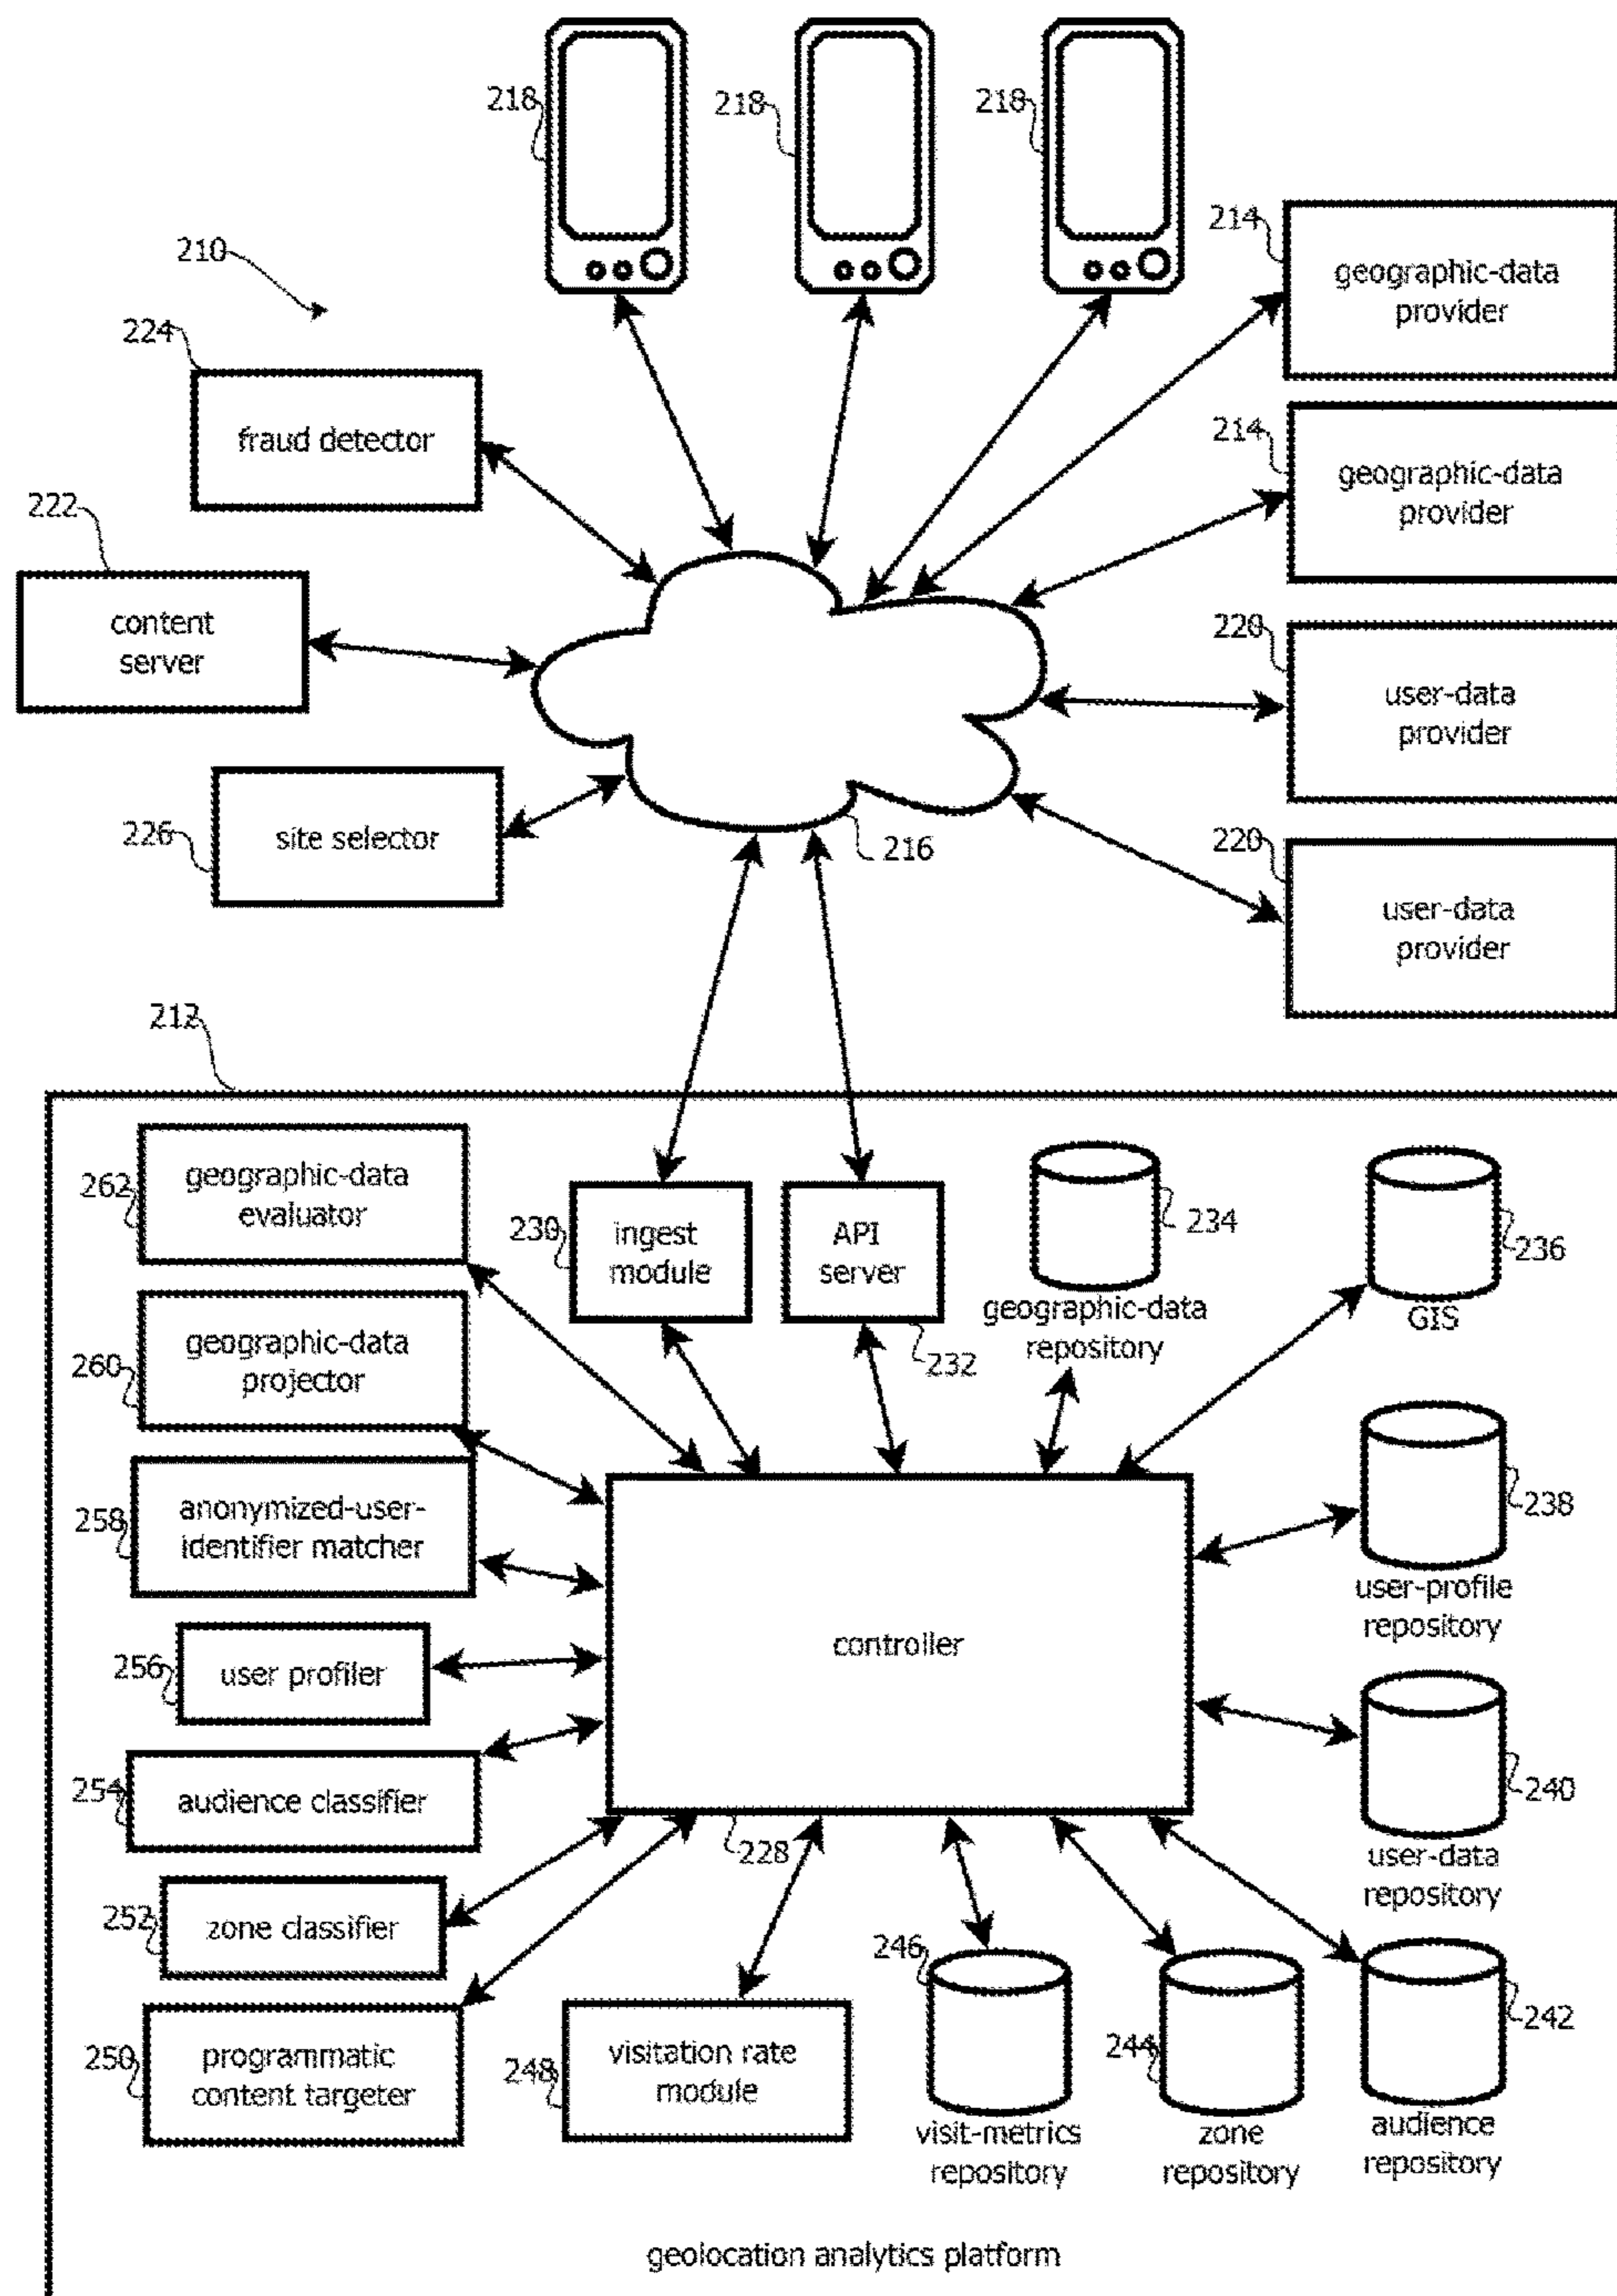 218
218
218
214
geographic-data
provider
210
224
fraud detector
214
geographic-data
provider
222
content
server
220
user-data
provider
226
site selector
216
220
user-data
provider
212
262
geographic-data
evaluator
230
ingest
module
API
server
232
234
geographic-data
repository
236
GIS
260
geographic-data
projector
258
anonymized-user-
identifier matcher
238
user-profile
repository
controller
256
user profiler
254
audience classifier
240
user-data
repository
228
252
zone classifier
246
visit-metrics
repository
244
zone
repository
242
audience
repository
250
programmatic
content targeter
248
visitation rate
module
geolocation analytics platform